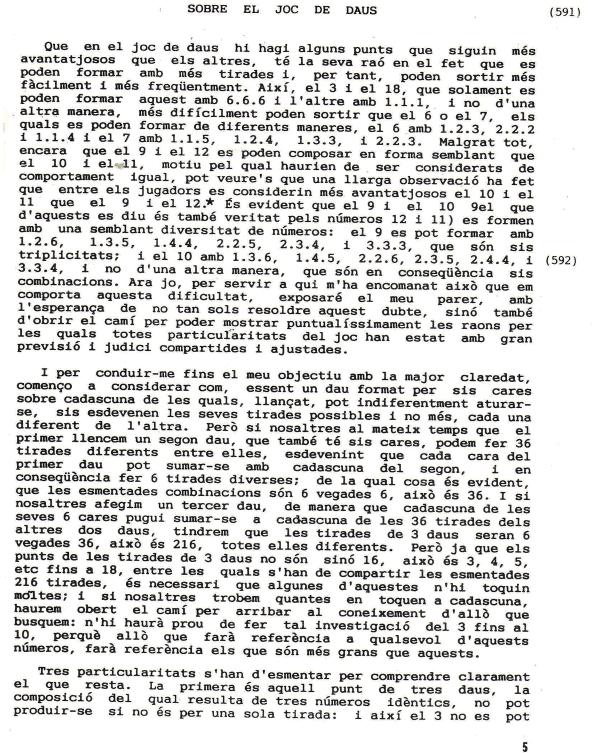 SOBRE EL JOC DE DAUS (591)
Que en el joc de daus hi hagi alguns punts que siguin més
avantatjosos que els altres, té la seva raó en el fet que es
poden formar amb més tirades i, per tant, poden sortir més
fàcilment i més freqüentment. Així, el 3 i el 18, que solament es
poden formar aquest amb 6.6.6 i l'altre amb 1.1.1, i no d'una
altra manera, més difícilment poden sortir que el 6 o el 7, els
quals es poden formar de diferents maneres, el 6 amb 1.2.3, 2.2.2
i 1.1.4 i el 7 amb 1.1.5, 1.2.4, 1.3.3, i 2.2.3. Malgrat tot,
encara que el 9 i el 12 es poden composar en forma semblant que
el 10 i el 11, motiu pel qual haurien de ser considerats de
comportament igual, pot veure's que una llarga observació ha fet
que entre els jugadors es considerin més avantatjosos el 10 i el
11 que el 9 i el 12.* És evident que el 9 i el 10 9el que
d'aquests es diu és també veritat pels números 12 i 11) es formen
amb una semblant diversitat de números: el 9 es pot formar amb
1.2.6, 1.3.5, 1.4.4, 2.2.5, 2.3.4, i 3.3.3, que són sis
triplicitats; i el 10 amb 1.3.6, 1.4.5, 2.2.6, 2.3.5, 2.4.4, i (592)
3.3.4, i no d'una altra manera, que són en conseqüència sis
combinacions. Ara jo, per servir a qui m'ha encomanat això que em
comporta aquesta dificultat, exposaré el meu parer, amb
l'esperança de no tan sols resoldre aquest dubte, sinó també
d'obrir el camí per poder mostrar puntualíssimament les raons per
les quals totes particularitats del joc han estat amb gran
previsió i judici compartides i ajustades.
I per conduir-me fins el meu objectiu amb la major claredat,
començo a considerar com, essent un dau format per sis cares
sobre cadascuna de les quals, llançat, pot indiferentment aturar-
se, sis esdevenen les seves tirades possibles i no més, cada una
diferent de l'altra. Però si nosaltres al mateix temps que el
primer llencem un segon dau, que també té sis cares, podem fer 36
tirades diferents entre elles, esdevenint que cada cara del
primer dau pot sumar-se amb cadascuna del segon, i en
conseqüència fer 6 tirades diverses; de la qual cosa és evident,
que les esmentades combinacions són 6 vegades 6, això és 36. I si
nosaltres afegim un tercer dau, de manera que cadascuna de les
seves 6 cares pugui sumar-se a cadascuna de les 36 tirades dels
altres dos daus, tindrem que les tirades de 3 daus seran 6
vegades 36, això és 216, totes elles diferents. Però ja que els
punts de les tirades de 3 daus no són sinó 16, això és 3, 4, 5,
etc fins a 18, entre les quals s'han de compartir les esmentades
216 tirades, és necessari que algunes d'aquestes n'hi toquin
moltes; i si nosaltres trobem quantes en toquen a cadascuna,
haurem obert el camí per arribar al coneixement d'allò que
busquem: n'hi haurà prou de fer tal investigació del 3 fins al
10, perquè allò que farà referència a qualsevol d'aquests
números, farà referència els que són més grans que aquests.
Tres particularitats s'han d'esmentar per comprendre clarament
el que resta. La primera és aquell punt de tres daus, la
composició del qual resulta de tres números idèntics, no pot
produir-se si no és per una sola tirada: i així el 3 no es pot
5